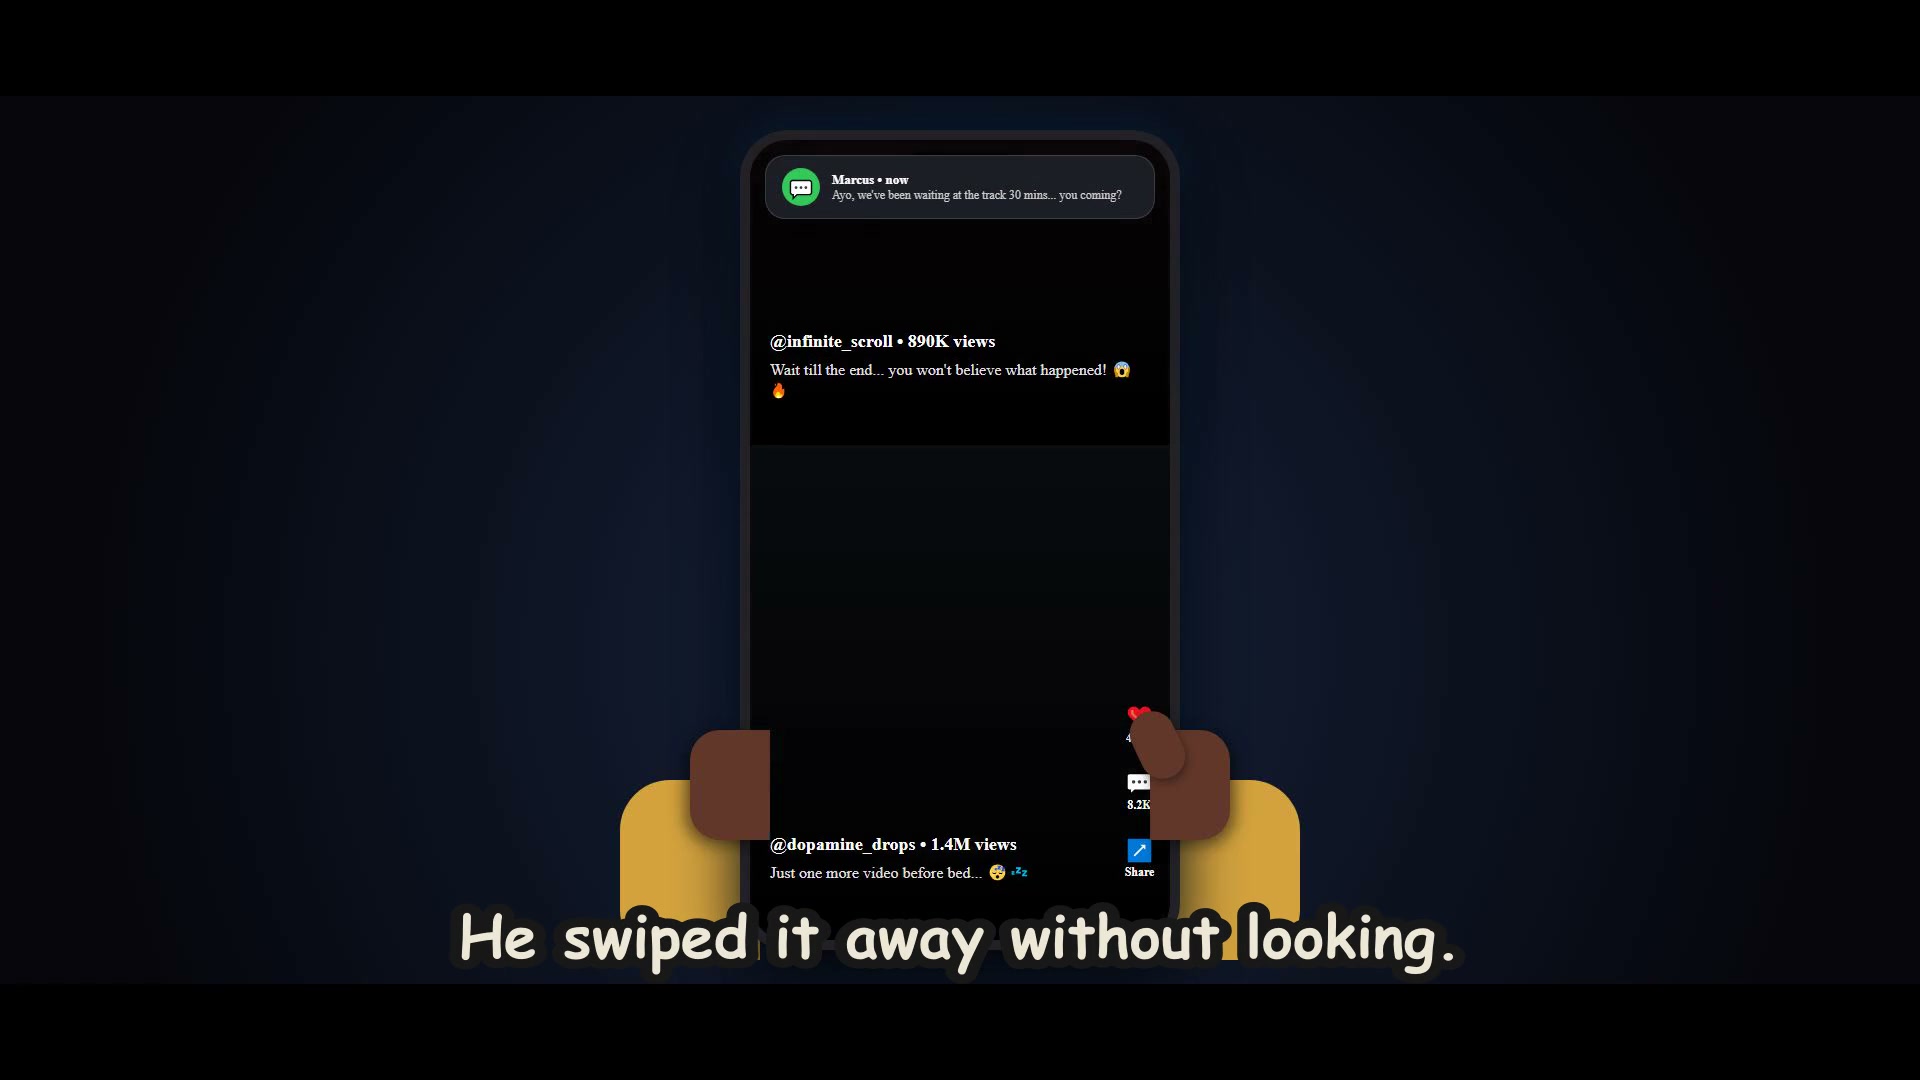 Marcus • now
Ayo, we've been waiting at the track 30 mins... you coming?
@infinite_scroll • 890K views
Wait till the end... you won't believe what happened! 😱
🔥
8.2K
@dopamine_drops • 1.4M views
Just one more video before bed... 😴 💤
Share
He swiped it away without looking.